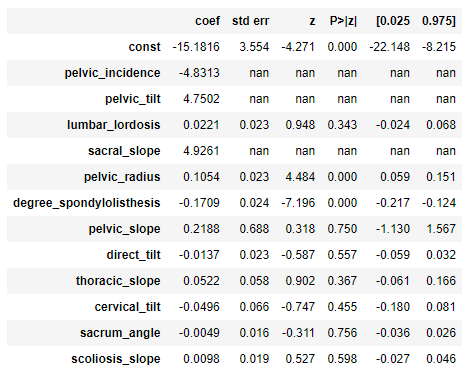 coef std err z P>|z| [0.025 0.975]
const -15.1816 3.554 -4.271 0.000 -22.148 -8.215
pelvic_incidence -4.8313 nan nan nan nan nan
pelvic_tilt 4.7502 nan nan nan nan nan
lumbar_lordosis 0.0221 0.023 0.948 0.343 -0.024 0.068
sacral_slope 4.9261 nan nan nan nan nan
pelvic_radius 0.1054 0.023 4.484 0.000 0.059 0.151
degree_spondylolisthesis -0.1709 0.024 -7.196 0.000 -0.217 -0.124
pelvic_slope 0.2188 0.688 0.318 0.750 -1.130 1.567
direct_tilt -0.0137 0.023 -0.587 0.557 -0.059 0.032
thoracic_slope 0.0522 0.058 0.902 0.367 -0.061 0.166
cervical_tilt -0.0496 0.066 -0.747 0.455 -0.180 0.081
sacrum_angle -0.0049 0.016 -0.311 0.756 -0.036 0.026
scoliosis_slope 0.0098 0.019 0.527 0.598 -0.027 0.046